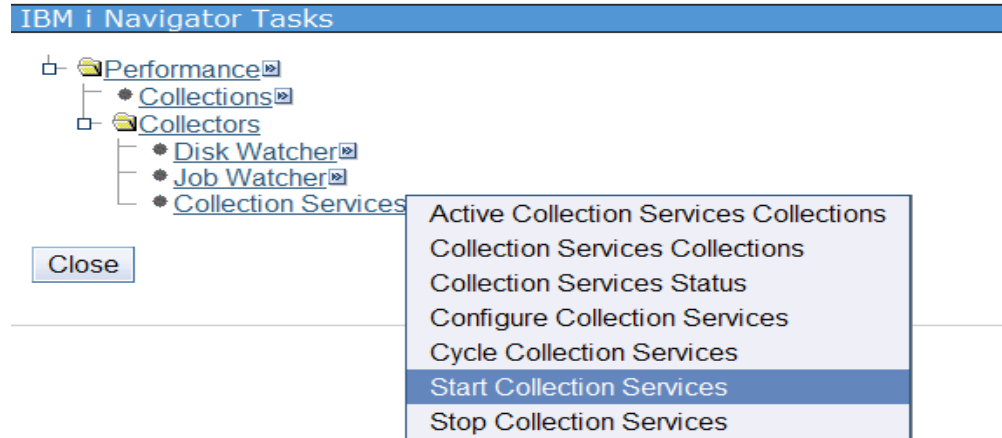 IBM i Navigator Tasks
Performance
Collections
Collectors
Disk Watcher
Job Watcher
Collection Services
Active Collection Services Collections
Collection Services Collections
Collection Services Status
Configure Collection Services
Cycle Collection Services
Start Collection Services
Stop Collection Services
Close